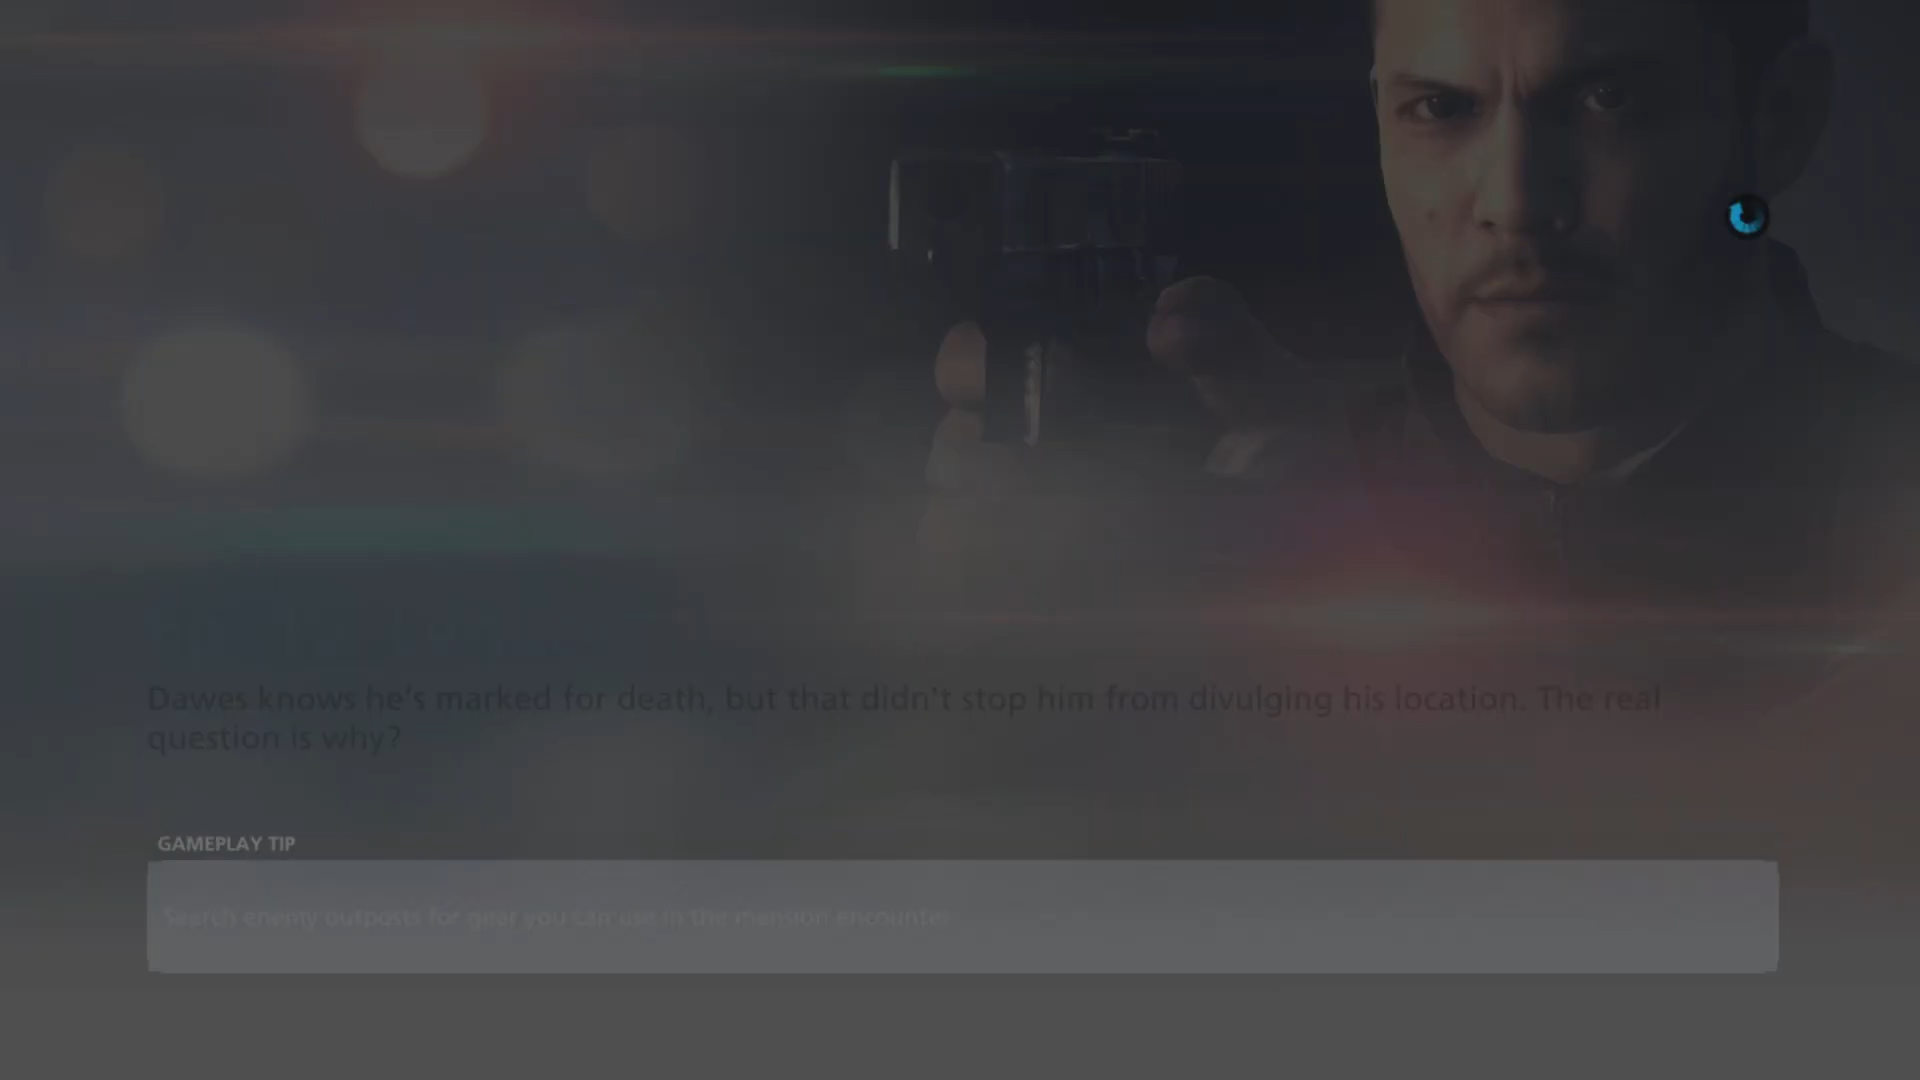 Dawes knows he's marked for death, but that didn't stop him from divulging his location. The real
question is why?
GAMEPLAY TIP
Search enemy outposts for gear you can use in the mansion encounter